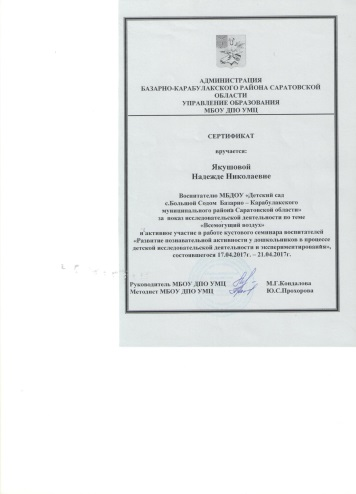 АДМИНИСТРАЦИЯ
БАЗАРНО-КАРАБУЛАКСКОГО РАЙОНА САРАТОВСКОЙ
ОБЛАСТИ
УПРАВЛЕНИЕ ОБРАЗОВАНИЯ
МБОУ ДПО УМЦ
СЕРТИФИКАТ
вручается:
Якушовой
Надежде Николаевне
Воспитателю МБДОУ «Детский сад
с.Большой Содом Базарно – Карабулакского
муниципального района Саратовской области»
за показ исследовательской деятельности по теме
«Всемогущий воздух»
и активное участие в работе кустового семинара воспитателей
«Развитие познавательной активности у дошкольников в процессе
детской исследовательской деятельности и экспериментирования»,
состоявшегося 17.04.2017г. – 21.04.2017г.
Руководитель МБОУ ДПО УМЦ М.Г.Кондалова
Методист МБОУ ДПО УМЦ Ю.С.Прохорова